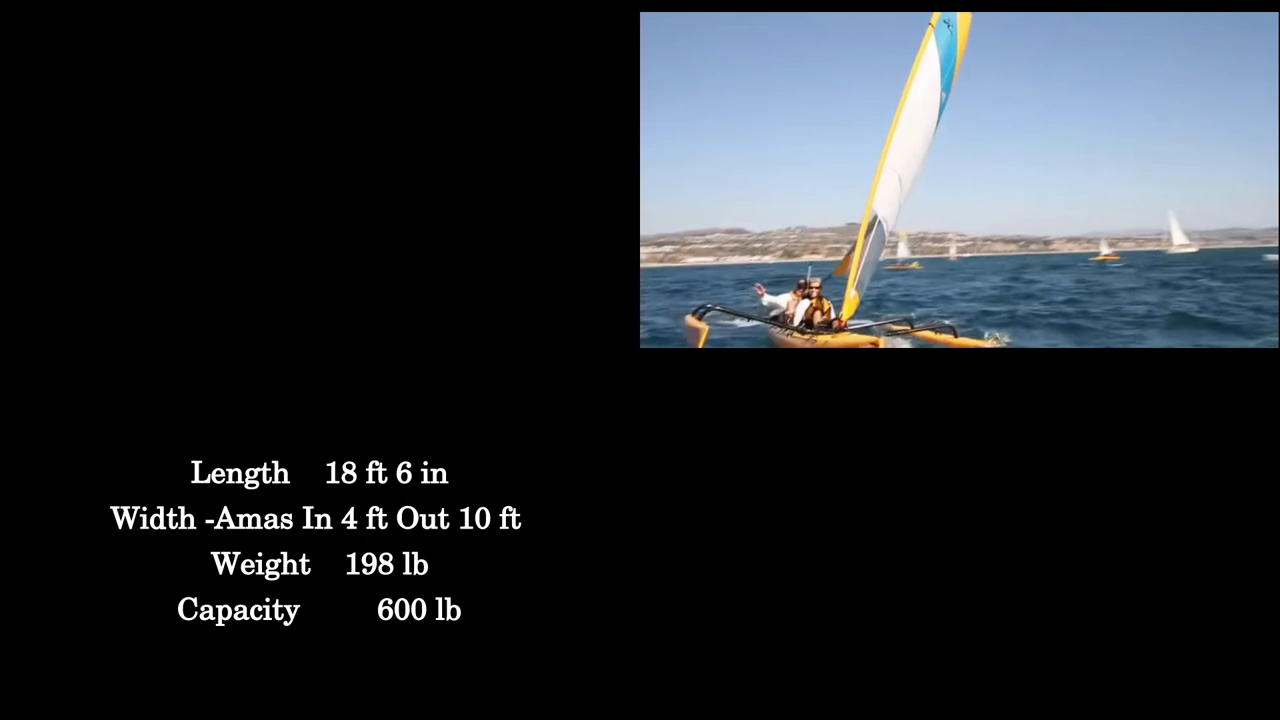 Length 18 ft 6 in
Width -Amas In 4 ft Out 10 ft
Weight 198 lb
Capacity 600 lb